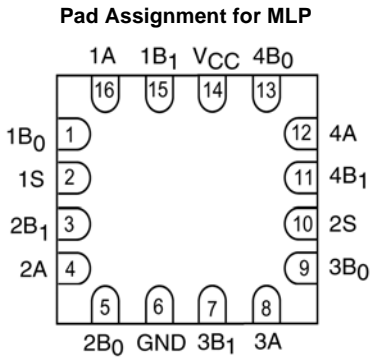 Pad Assignment for MLP
1A 1B1 VCC 4B0
16 15 14 13
1B0 1 12 4A
1S 2 11 4B1
2B1 3 10 2S
2A 4 9 3B0
5 6 7 8
2B0 GND 3B1 3A